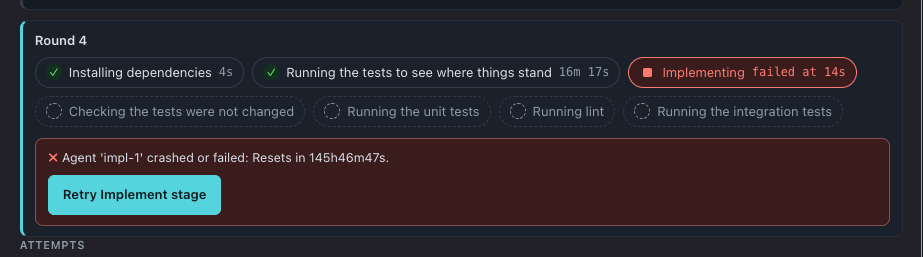 Round 4
✓ Installing dependencies 4s ✓ Running the tests to see where things stand 16m 17s Implementing failed at 14s
Checking the tests were not changed Running the unit tests Running lint Running the integration tests
✕ Agent 'impl-1' crashed or failed: Resets in 145h46m47s.
Retry Implement stage
ATTEMPTS